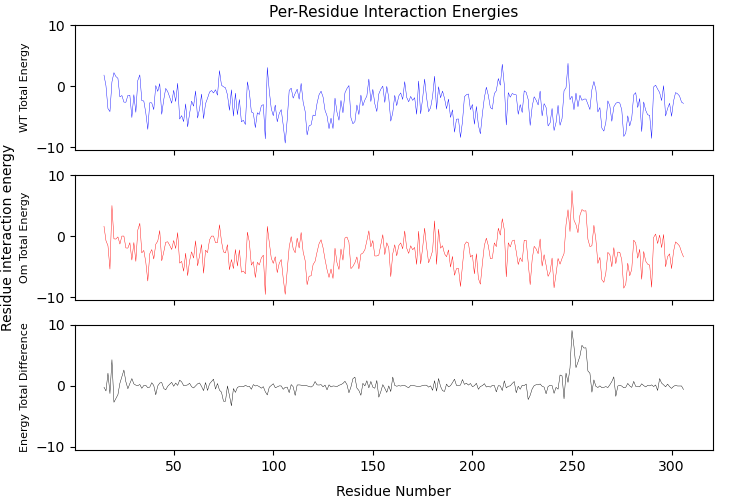 Per-Residue Interaction Energies
10
0
−10
WT Total Energy
10
0
−10
Om Total Energy
Residue interaction energy
10
0
−10
Energy Total Difference
50 100 150 200 250 300
Residue Number